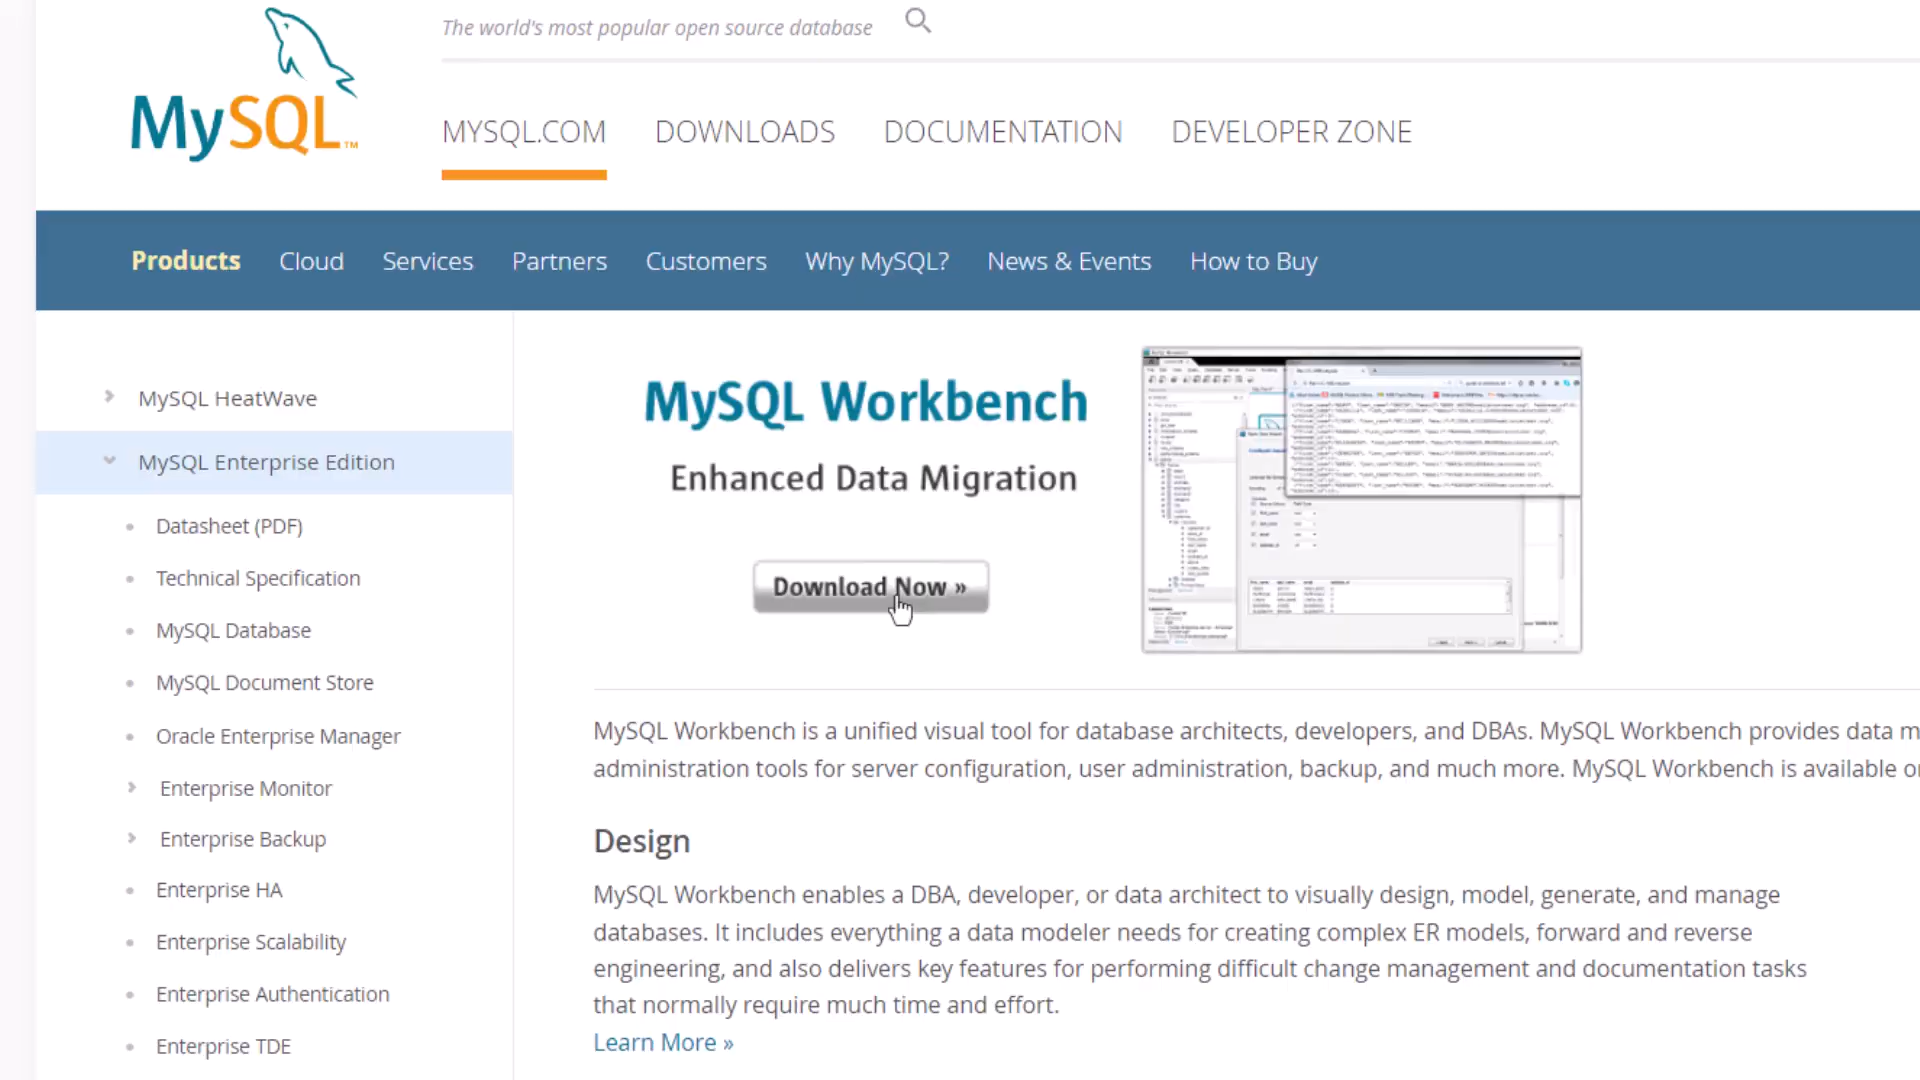 The world's most popular open source database
MySQL™
MYSQL.COM DOWNLOADS DOCUMENTATION DEVELOPER ZONE
Products Cloud Services Partners Customers Why MySQL? News & Events How to Buy
MySQL HeatWave
MySQL Enterprise Edition
Datasheet (PDF)
Technical Specification
MySQL Database
MySQL Document Store
Oracle Enterprise Manager
Enterprise Monitor
Enterprise Backup
Enterprise HA
Enterprise Scalability
Enterprise Authentication
Enterprise TDE
MySQL Workbench
Enhanced Data Migration
Download Now »
MySQL Workbench is a unified visual tool for database architects, developers, and DBAs. MySQL Workbench provides data m
administration tools for server configuration, user administration, backup, and much more. MySQL Workbench is available o
Design
MySQL Workbench enables a DBA, developer, or data architect to visually design, model, generate, and manage
databases. It includes everything a data modeler needs for creating complex ER models, forward and reverse
engineering, and also delivers key features for performing difficult change management and documentation tasks
that normally require much time and effort.
Learn More »